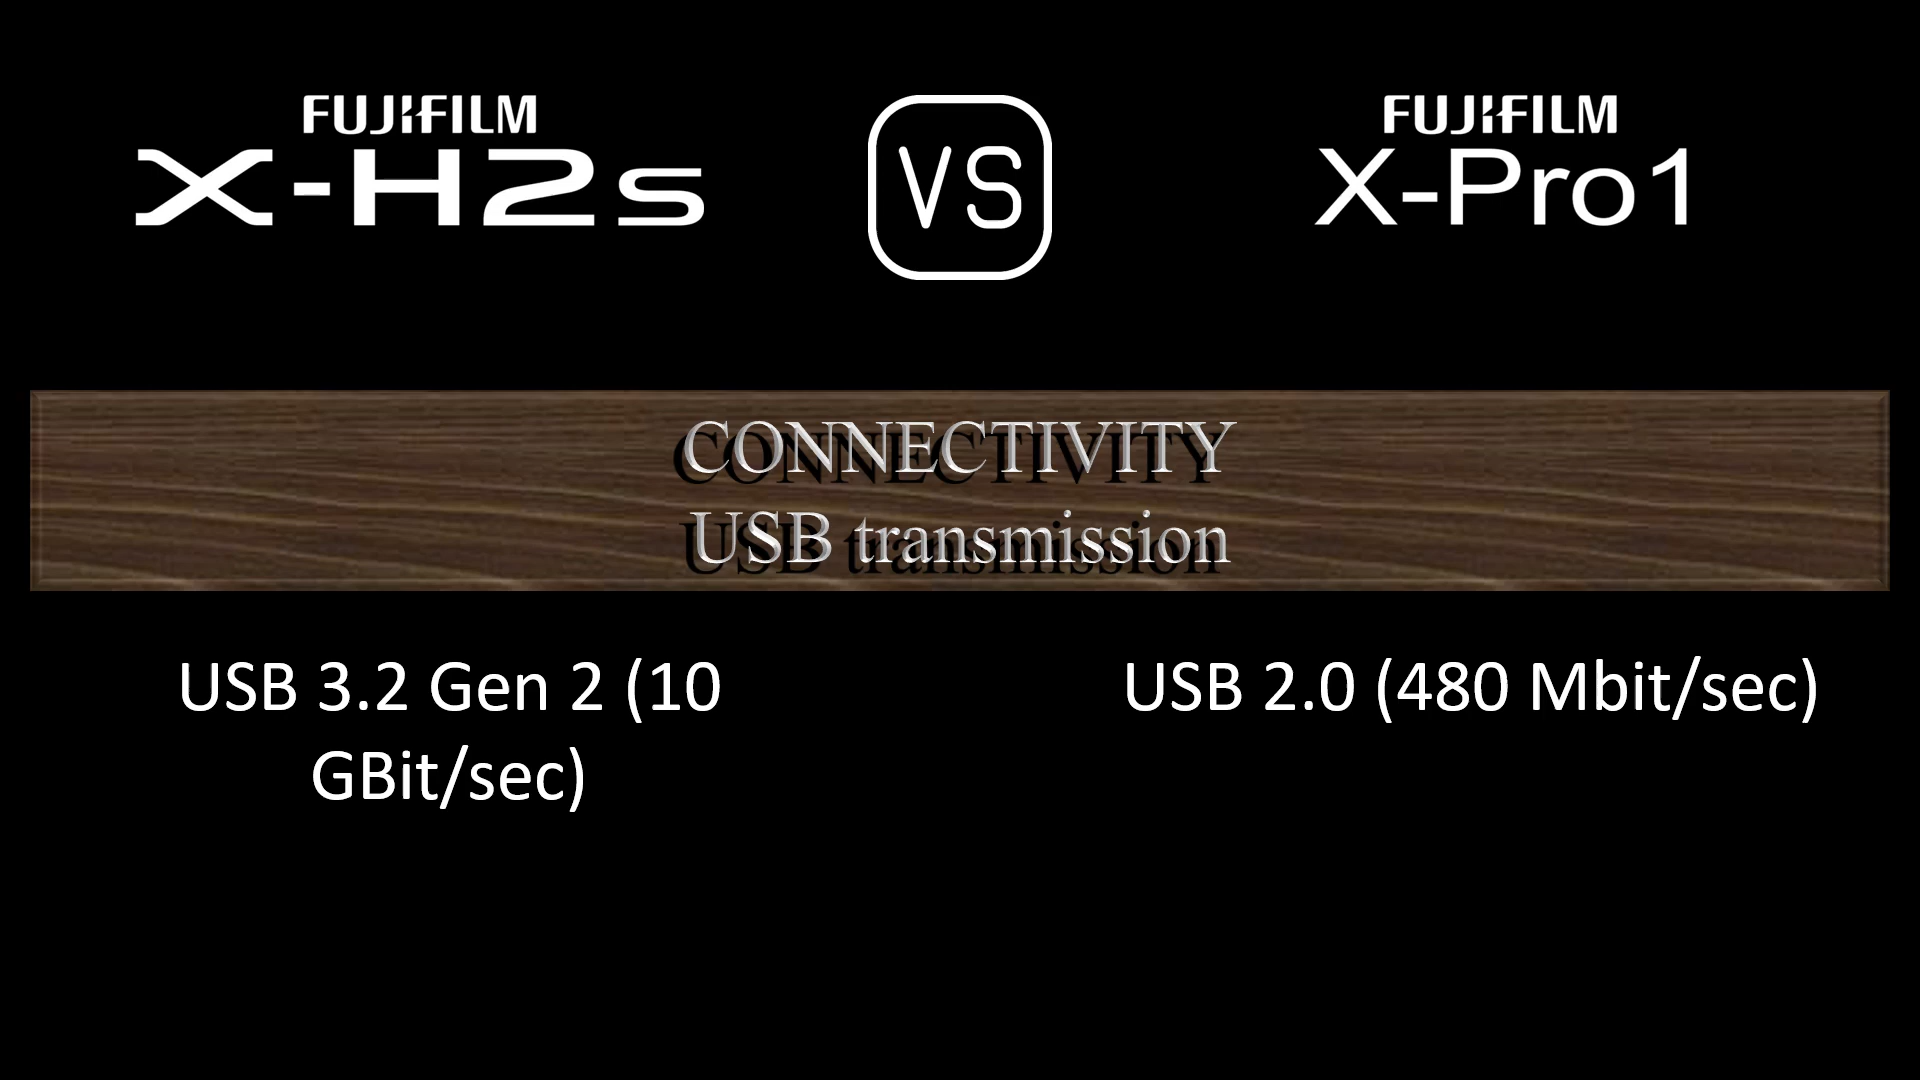 FUJIFILM
X-H2s
VS
FUJIFILM
X-Pro1
CONNECTIVITY
USB transmission
USB 3.2 Gen 2 (10
GBit/sec)
USB 2.0 (480 Mbit/sec)